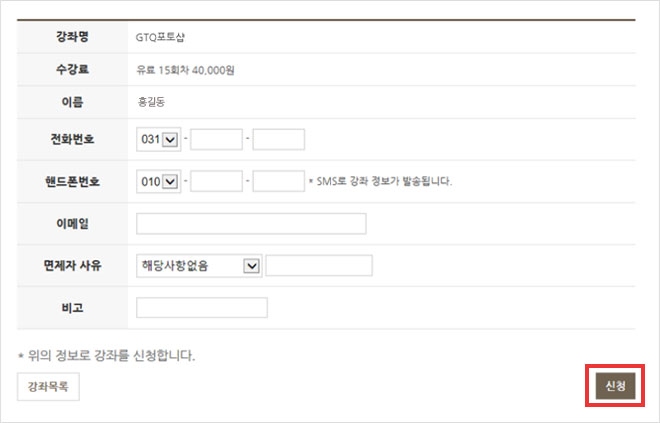 강좌명 GTQ포토샵
수강료 유료 15회차 40,000원
이름 홍길동
전화번호 031 - -
핸드폰번호 010 - - * SMS로 강좌 정보가 발송됩니다.
이메일
면제자 사유 해당사항없음
비고
* 위의 정보로 강좌를 신청합니다.
강좌목록 신청